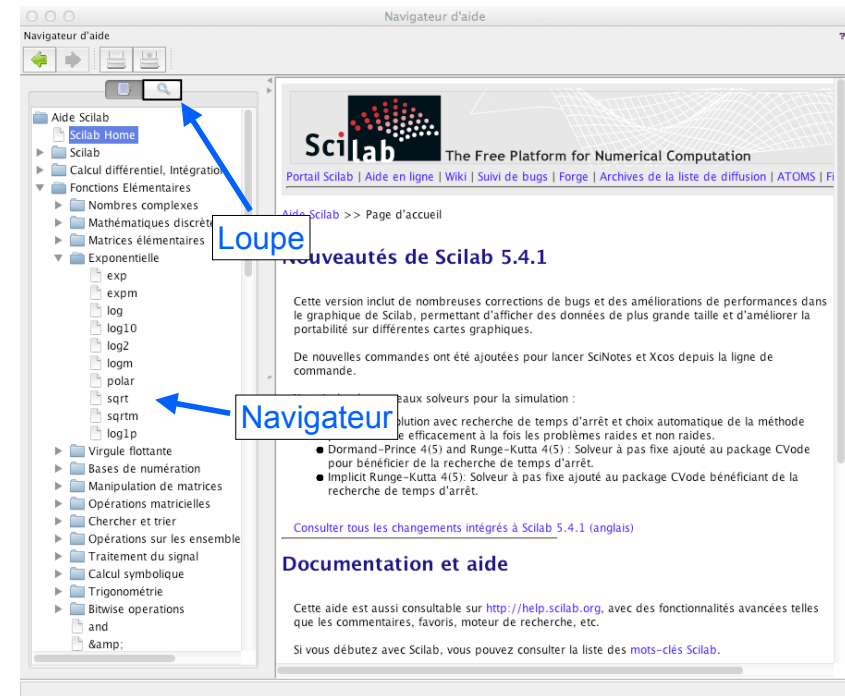 Navigateur d'aide
Navigateur d'aide
?
Aide Scilab
Scilab Home
Scilab
Calcul différentiel, Intégration
Fonctions Elémentaires
Nombres complexes
Mathématiques discrète
Matrices élémentaires
Exponentielle
exp
expm
log
log10
log2
logm
polar
sqrt
sqrtm
log1p
Virgule flottante
Bases de numération
Manipulation de matrices
Opérations matricielles
Chercher et trier
Opérations sur les ensemble
Traitement du signal
Calcul symbolique
Trigonométrie
Bitwise operations
and
&amp;
Loupe
Navigateur
Scilab
The Free Platform for Numerical Computation
Portail Scilab | Aide en ligne | Wiki | Suivi de bugs | Forge | Archives de la liste de diffusion | ATOMS | Fi
Aide Scilab >> Page d'accueil
Nouveautés de Scilab 5.4.1
Cette version inclut de nombreuses corrections de bugs et des améliorations de performances dans
le graphique de Scilab, permettant d'afficher des données de plus grande taille et d'améliorer la
portabilité sur différentes cartes graphiques.
De nouvelles commandes ont été ajoutées pour lancer SciNotes et Xcos depuis la ligne de
commande.
eaux solveurs pour la simulation :
olution avec recherche de temps d'arrêt et choix automatique de la méthode
e efficacement à la fois les problèmes raides et non raides.
Dormand-Prince 4(5) and Runge-Kutta 4(5) : Solveur à pas fixe ajouté au package CVode
pour bénéficier de la recherche de temps d'arrêt.
Implicit Runge-Kutta 4(5): Solveur à pas fixe ajouté au package CVode bénéficiant de la
recherche de temps d'arrêt.
Consulter tous les changements intégrés à Scilab 5.4.1 (anglais)
Documentation et aide
Cette aide est aussi consultable sur http://help.scilab.org, avec des fonctionnalités avancées telles
que les commentaires, favoris, moteur de recherche, etc.
Si vous débutez avec Scilab, vous pouvez consulter la liste des mots-clés Scilab.